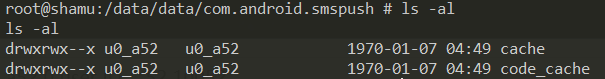 root@shamu:/data/data/com.android.smspush # ls -al
ls -al
drwxrwx--x u0_a52   u0_a52            1970-01-07 04:49 cache
drwxrwx--x u0_a52   u0_a52            1970-01-07 04:49 code_cache